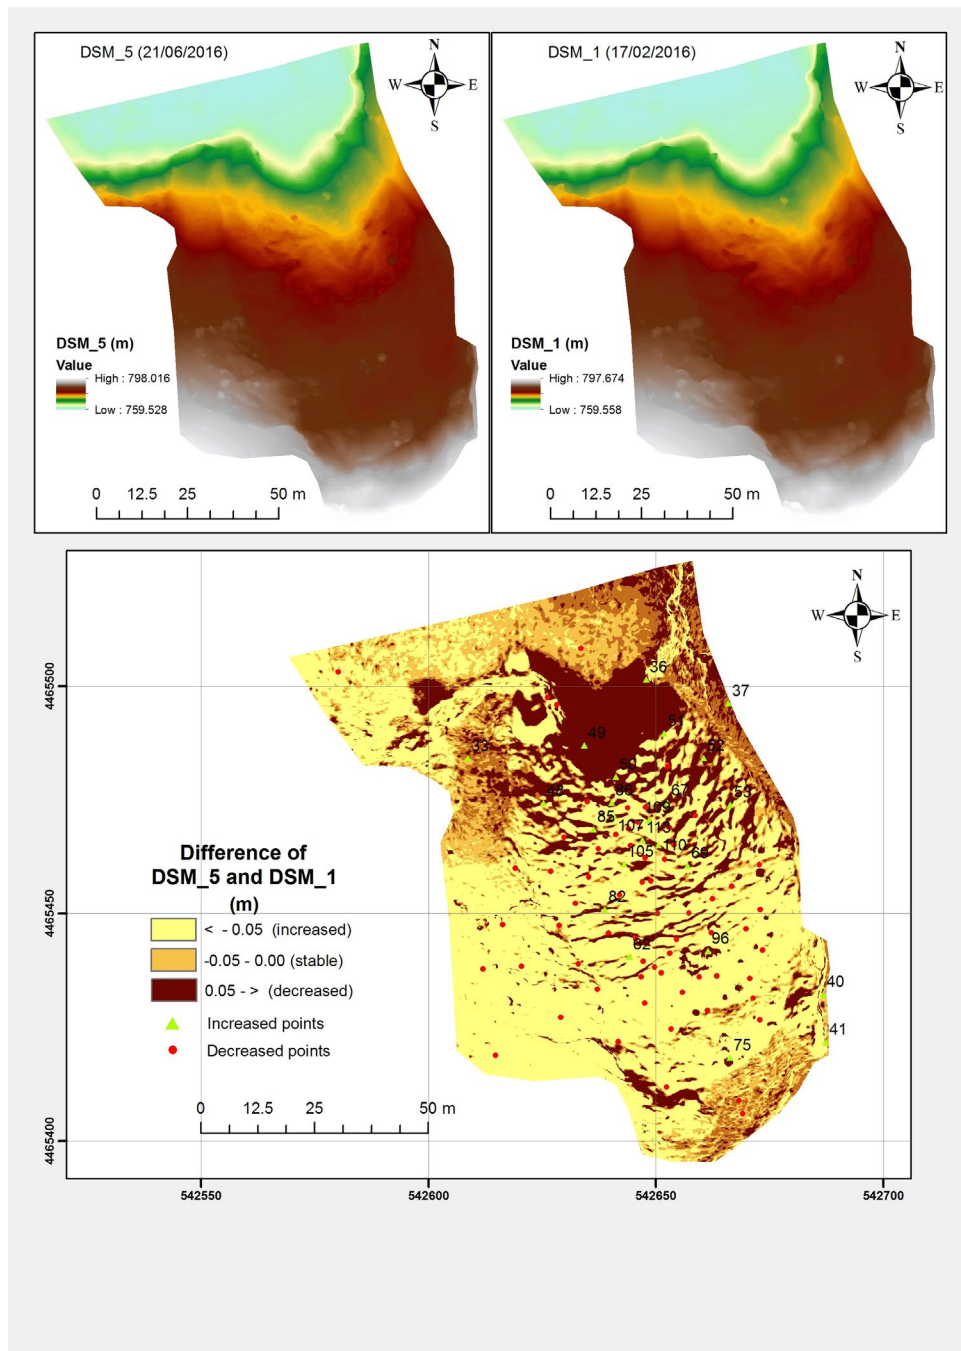 DSM_5 (21/06/2016)
N
W
E
S
DSM_5 (m)
Value
High : 798.016
Low : 759.528
0 12.5 25 50 m
DSM_1 (17/02/2016)
N
W
E
S
DSM_1 (m)
Value
High : 797.674
Low : 759.558
0 12.5 25 50 m
N
W
E
S
4465500
4465450
4465400
36
37
51
49
52
33
50
48
86
67
53
85
109
107
113
105
110
69
82
62
96
40
41
75
Difference of
DSM_5 and DSM_1
(m)
< - 0.05 (increased)
-0.05 - 0.00 (stable)
0.05 - > (decreased)
Increased points
Decreased points
0 12.5 25 50 m
542550 542600 542650 542700